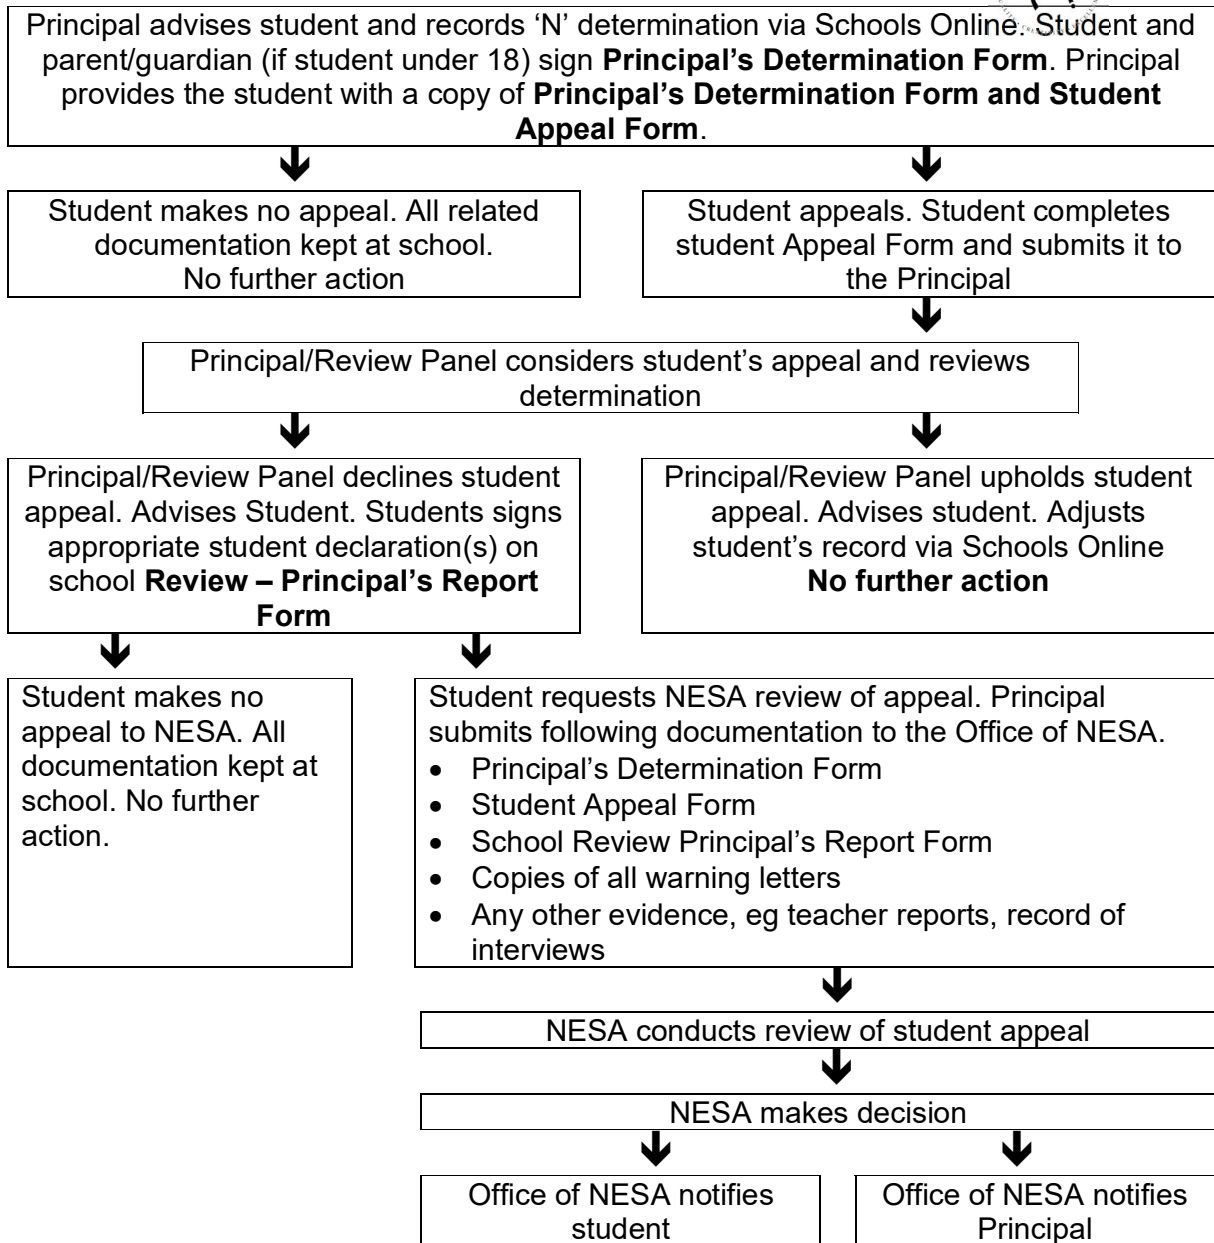 Principal advises student and records ‘N’ determination via Schools Online. Student and
parent/guardian (if student under 18) sign Principal’s Determination Form. Principal
provides the student with a copy of Principal’s Determination Form and Student
Appeal Form.
Student makes no appeal. All related
documentation kept at school.
No further action
Student appeals. Student completes
student Appeal Form and submits it to
the Principal
Principal/Review Panel considers student’s appeal and reviews
determination
Principal/Review Panel declines student
appeal. Advises Student. Students signs
appropriate student declaration(s) on
school Review – Principal’s Report
Form
Principal/Review Panel upholds student
appeal. Advises student. Adjusts
student’s record via Schools Online
No further action
Student makes no
appeal to NESA. All
documentation kept at
school. No further
action.
Student requests NESA review of appeal. Principal
submits following documentation to the Office of NESA.
• Principal’s Determination Form
• Student Appeal Form
• School Review Principal’s Report Form
• Copies of all warning letters
• Any other evidence, eg teacher reports, record of
interviews
NESA conducts review of student appeal
NESA makes decision
Office of NESA notifies
student
Office of NESA notifies
Principal